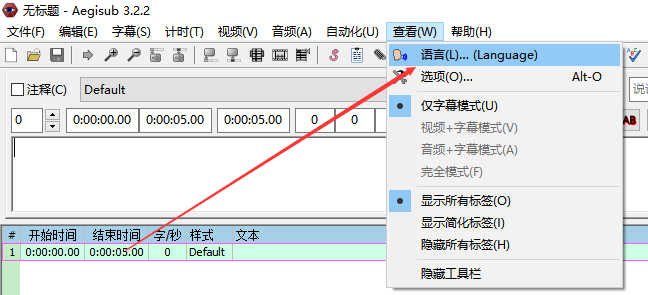 无标题 - Aegisub 3.2.2
文件(F) 编辑(E) 字幕(S) 计时(T) 视频(V) 音频(A) 自动化(U) 查看(W) 帮助(H)
语言(L)... (Language)
选项(O)... Alt-O
注释(C) Default
仅字幕模式(U)
0 0:00:00.00 0:00:05.00 0:00:05.00 0 0 AB
视频+字幕模式(V)
音频+字幕模式(A)
完全模式(F)
显示所有标签(O)
显示简化标签(I)
# 开始时间 结束时间 字/秒 样式 文本
隐藏所有标签(H)
1 0:00:00.00 0:00:05.00 0 Default
隐藏工具栏